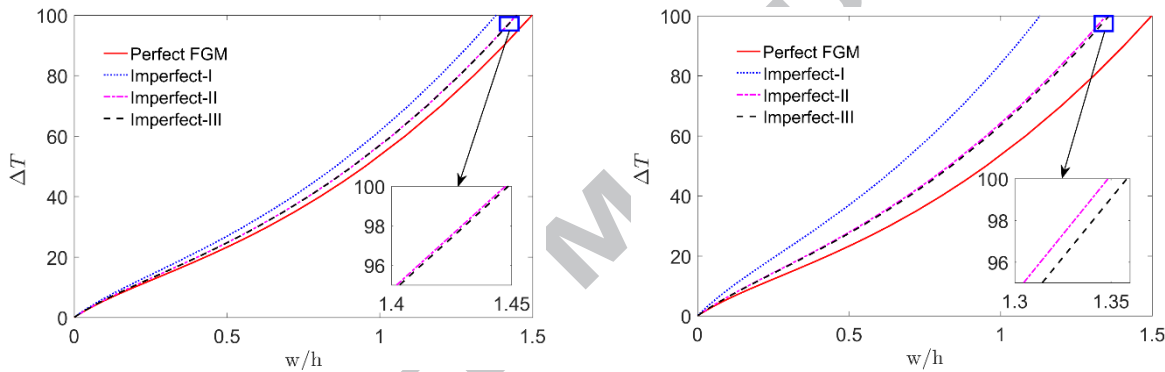 100
80
60
40
20
0
ΔT
Perfect FGM
Imperfect-I
Imperfect-II
Imperfect-III
100
98
96
1.4 1.45
0 0.5 1 1.5
w/h
100
80
60
40
20
0
ΔT
Perfect FGM
Imperfect-I
Imperfect-II
Imperfect-III
100
98
96
1.3 1.35
0 0.5 1 1.5
w/h
M